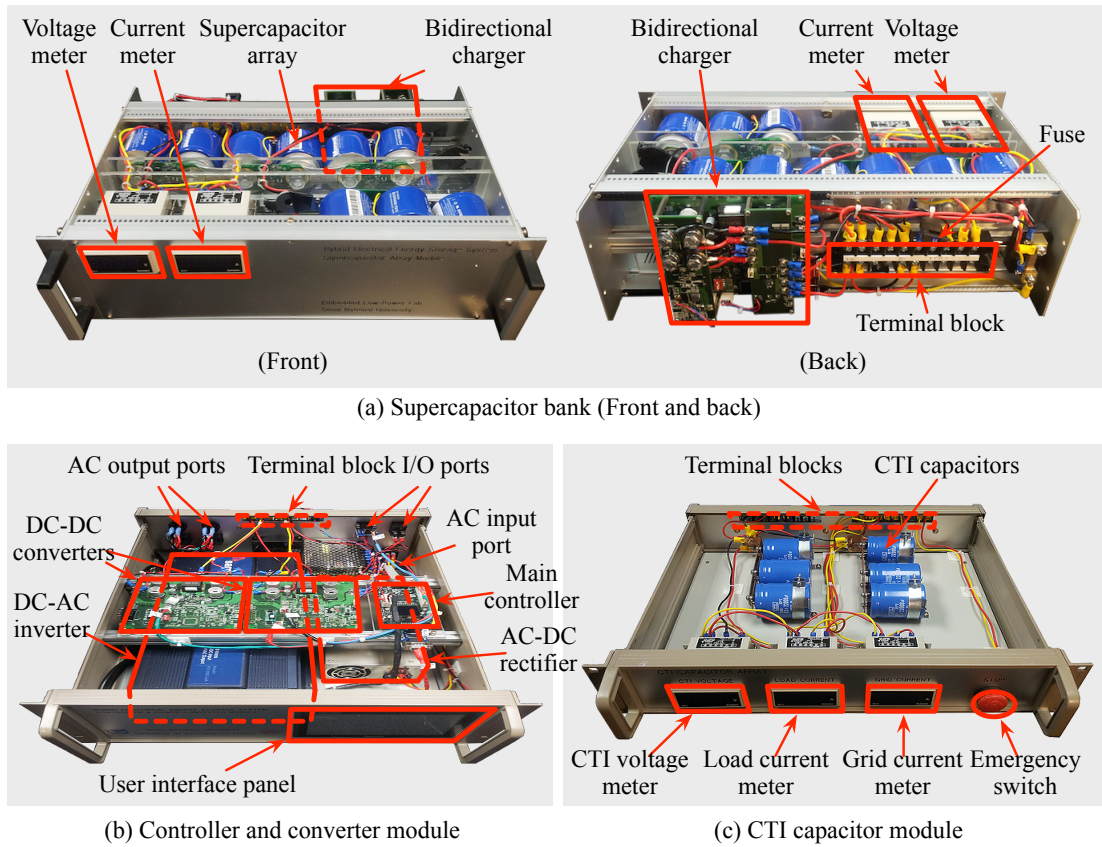 Voltage meter
Current meter
Supercapacitor array
Bidirectional charger
Bidirectional charger
Current meter
Voltage meter
Fuse
Hybrid Electrical Energy Storage System
Supercapacitor Array Module
Embedded Low-Power Lab
Seoul National University
Terminal block
(Front)
(Back)
(a) Supercapacitor bank (Front and back)
AC output ports
Terminal block I/O ports
DC-DC converters
AC input port
DC-AC inverter
Main controller
AC-DC rectifier
User interface panel
(b) Controller and converter module
Terminal blocks
CTI capacitors
CTI CAPACITOR ARRAY
CTI VOLTAGE
LOAD CURRENT
GRID CURRENT
STOP
CTI voltage meter
Load current meter
Grid current meter
Emergency switch
(c) CTI capacitor module